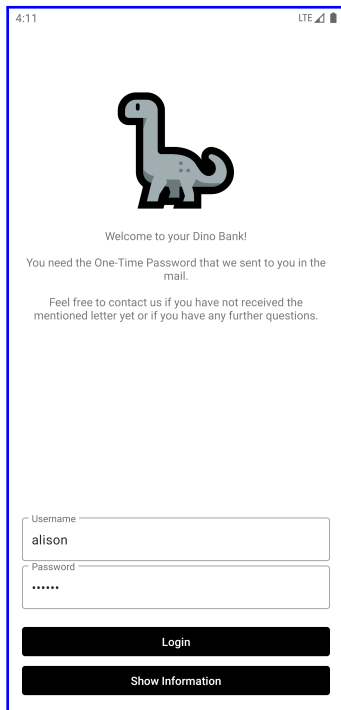 4:11 LTE
Welcome to your Dino Bank!
You need the One-Time Password that we sent to you in the
mail.
Feel free to contact us if you have not received the
mentioned letter yet or if you have any further questions.
Username
alison
Password
••••••
Login
Show Information